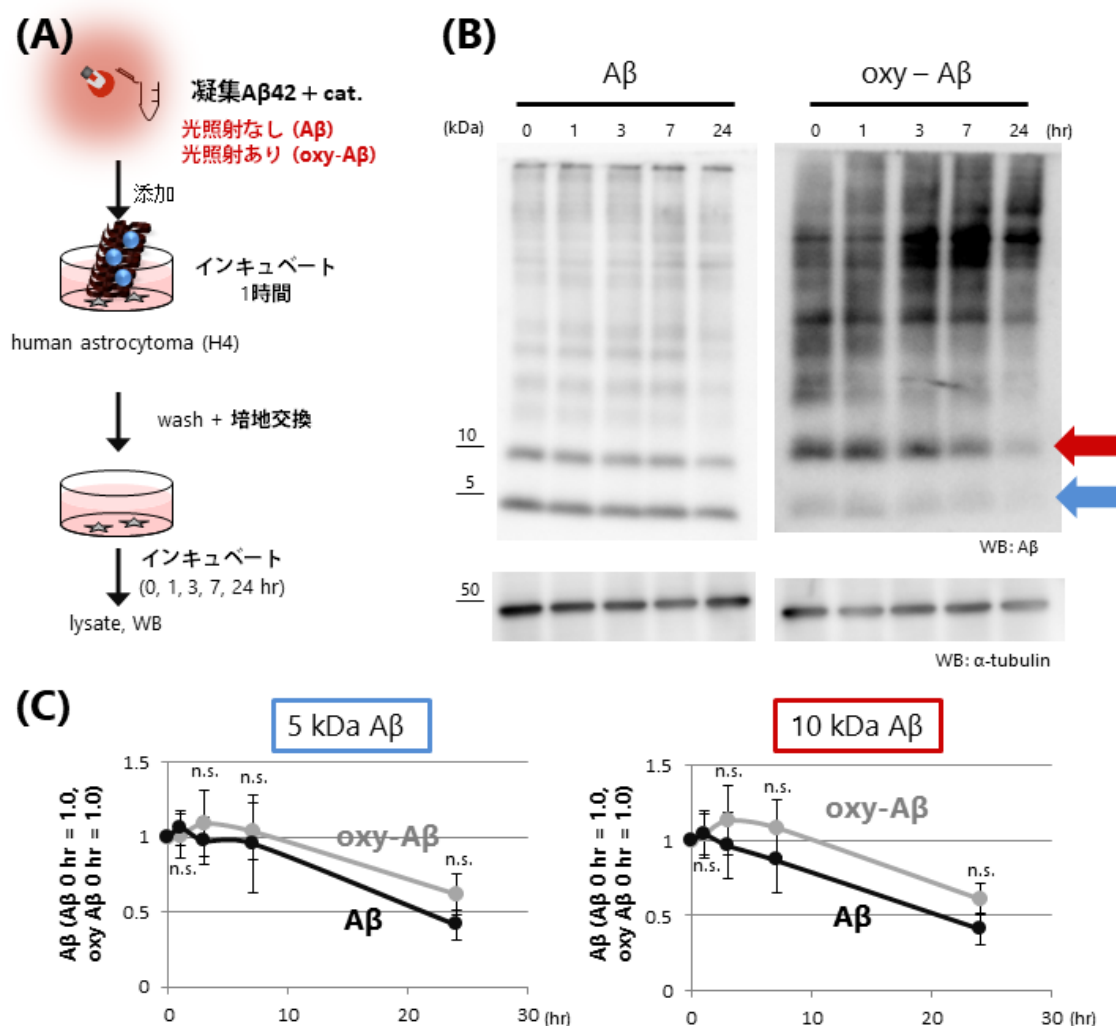 (A)
凝集Aβ42 + cat.
光照射なし (Aβ)
光照射あり (oxy-Aβ)
添加
インキュベート
1時間
human astrocytoma (H4)
wash + 培地交換
インキュベート
(0, 1, 3, 7, 24 hr)
lysate, WB
(B)
Aβ
oxy – Aβ
(kDa) 0 1 3 7 24 0 1 3 7 24 (hr)
10
5
WB: Aβ
50
WB: α-tubulin
(C)
5 kDa Aβ
Aβ (Aβ 0 hr = 1.0,
oxy Aβ 0 hr = 1.0)
1.5
1
0.5
0
n.s.
n.s.
n.s.
n.s.
oxy-Aβ
Aβ
0 10 20 30 (hr)
10 kDa Aβ
Aβ (Aβ 0 hr = 1.0,
oxy Aβ 0 hr = 1.0)
1.5
1
0.5
0
n.s.
n.s.
n.s.
n.s.
oxy-Aβ
Aβ
0 10 20 30 (hr)